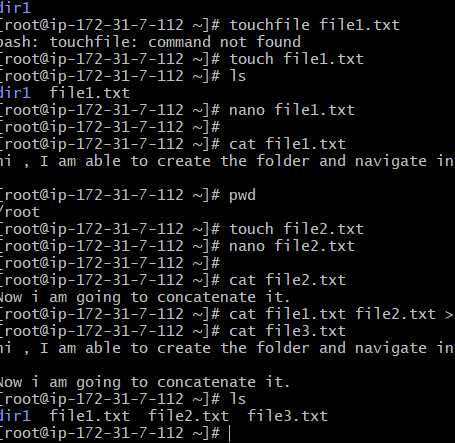 dir1
[root@ip-172-31-7-112 ~]# touchfile file1.txt
bash: touchfile: command not found
[root@ip-172-31-7-112 ~]# touch file1.txt
[root@ip-172-31-7-112 ~]# ls
dir1  file1.txt
[root@ip-172-31-7-112 ~]# nano file1.txt
[root@ip-172-31-7-112 ~]#
[root@ip-172-31-7-112 ~]# cat file1.txt
hi , I am able to create the folder and navigate in
[root@ip-172-31-7-112 ~]# pwd
/root
[root@ip-172-31-7-112 ~]# touch file2.txt
[root@ip-172-31-7-112 ~]# nano file2.txt
[root@ip-172-31-7-112 ~]#
[root@ip-172-31-7-112 ~]# cat file2.txt
Now i am going to concatenate it.
[root@ip-172-31-7-112 ~]# cat file1.txt file2.txt >
[root@ip-172-31-7-112 ~]# cat file3.txt
hi , I am able to create the folder and navigate in
Now i am going to concatenate it.
[root@ip-172-31-7-112 ~]# ls
dir1  file1.txt  file2.txt  file3.txt
[root@ip-172-31-7-112 ~]#